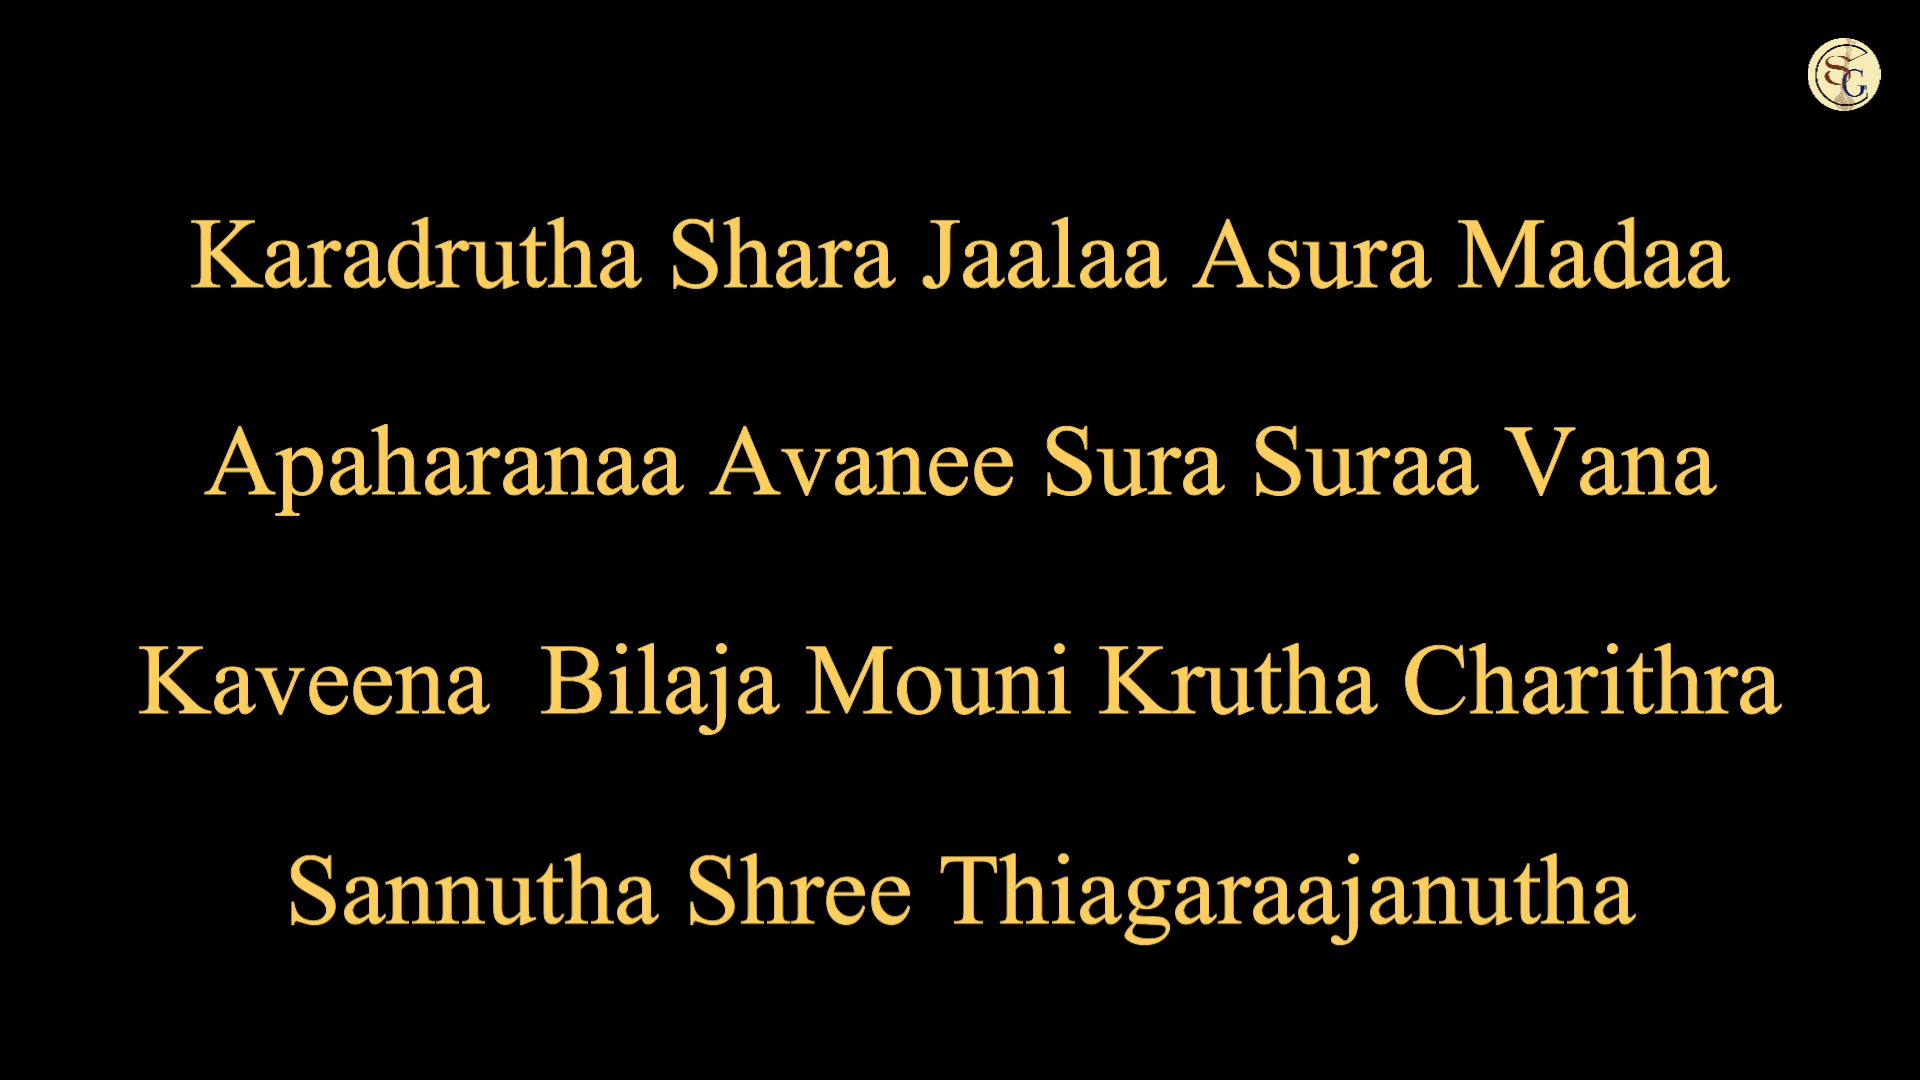 Karadrutha Shara Jaalaa Asura Madaa
Apaharanaa Avanee Sura Suraa Vana
Kaveena  Bilaja Mouni Krutha Charithra
Sannutha Shree Thiagaraajanutha